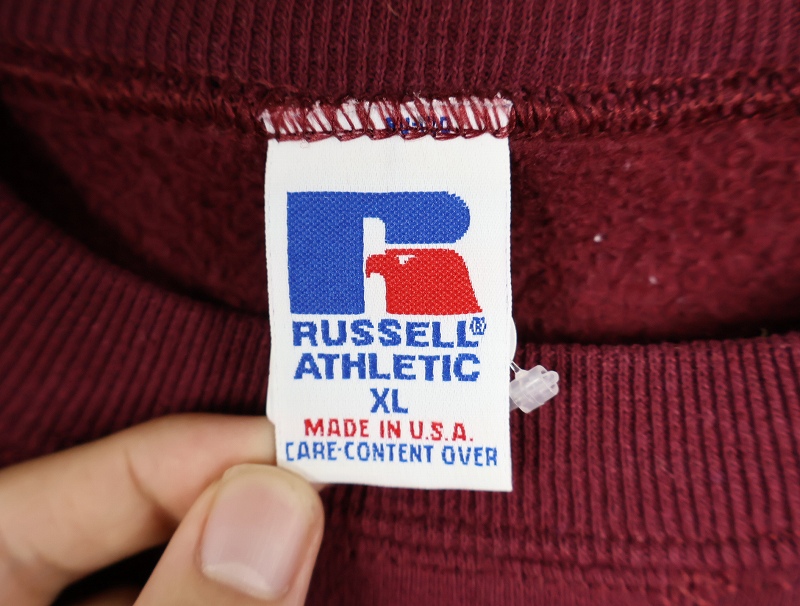 RUSSELL®
ATHLETIC
XL
MADE IN U.S.A.
CARE-CONTENT OVER